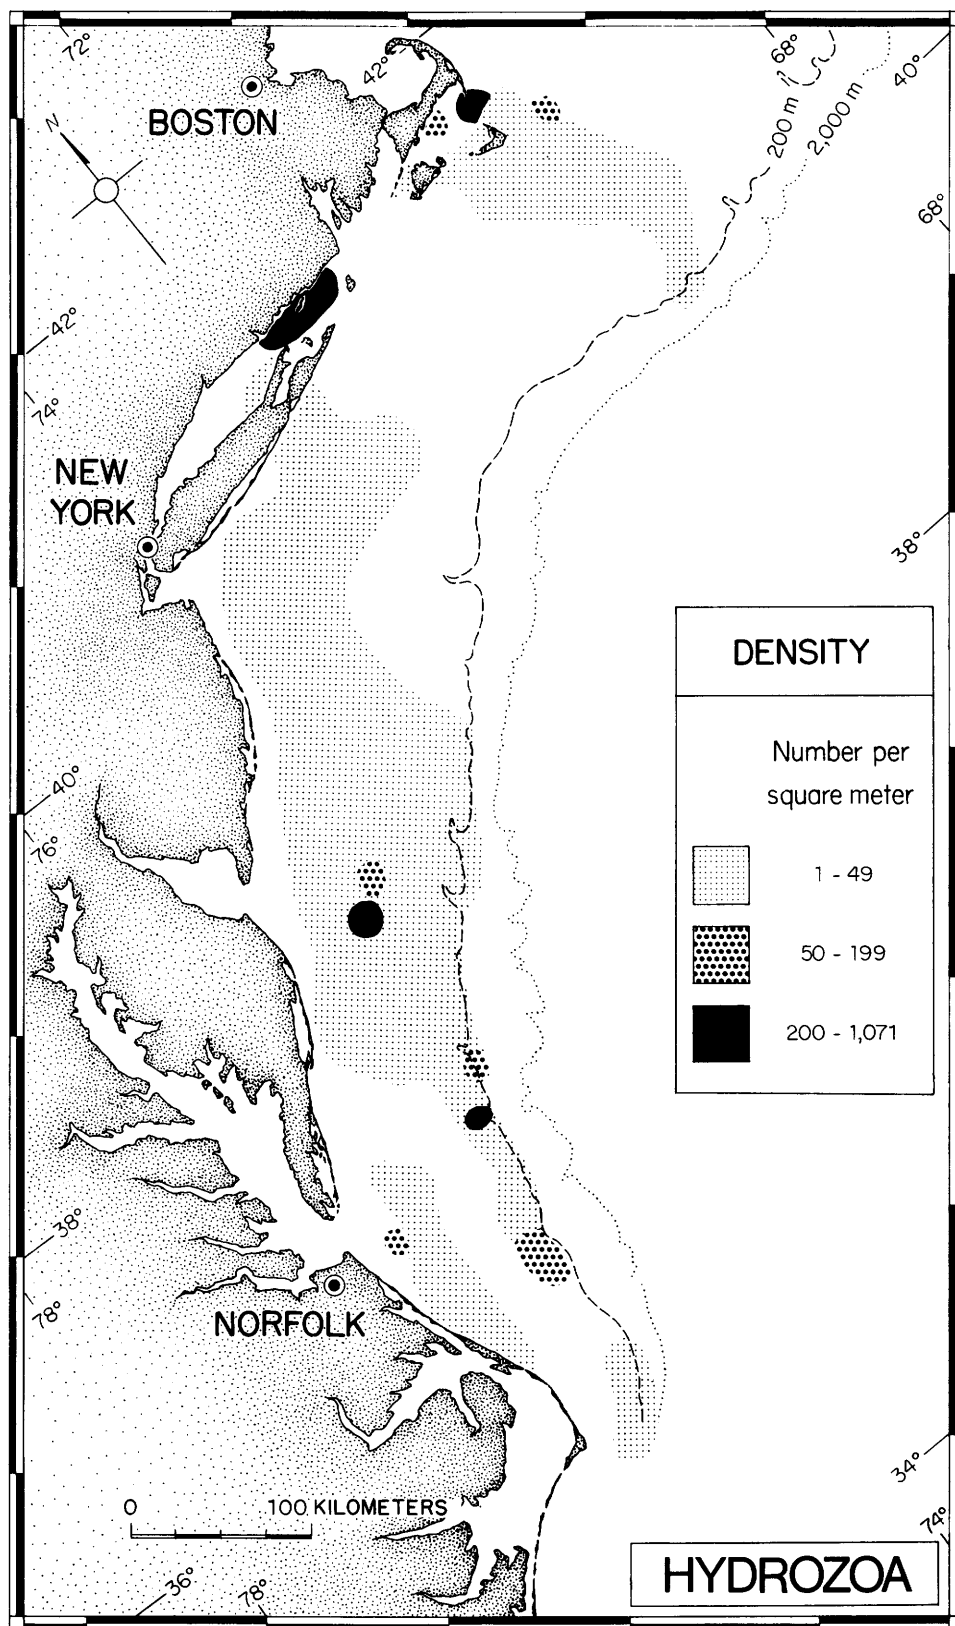 72°
42°
68°
40°
BOSTON
200 m
2,000 m
N
68°
42°
74°
NEW
YORK
38°
DENSITY
Number per
square meter
40°
76°
1 - 49
50 - 199
200 - 1,071
38°
78°
NORFOLK
34°
0 100 KILOMETERS
74°
36°
78°
HYDROZOA